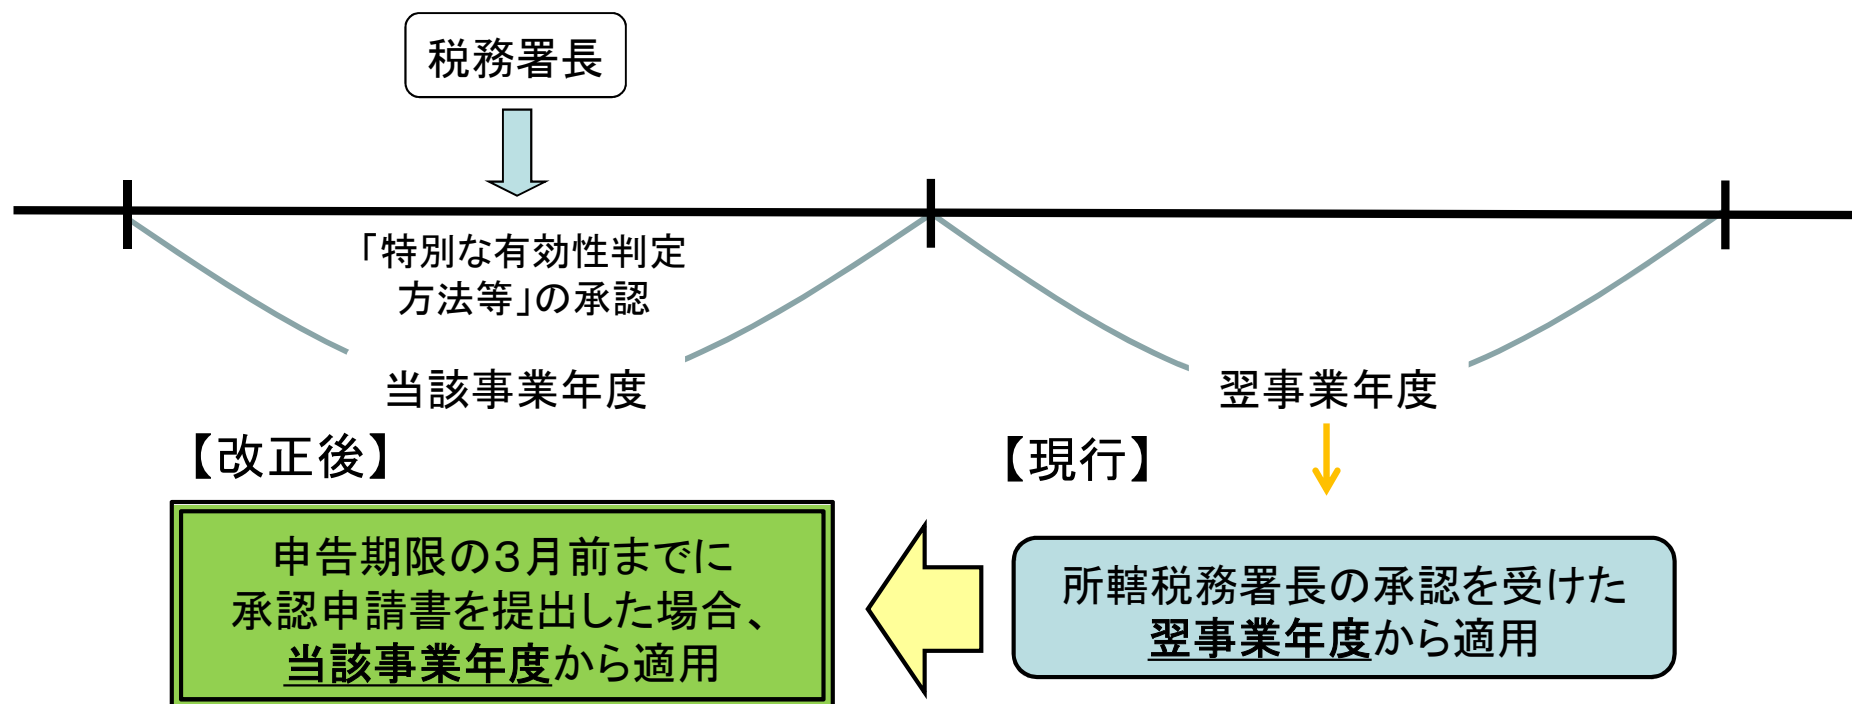 税務署長
「特別な有効性判定
方法等」の承認
当該事業年度
翌事業年度
【改正後】
【現行】
申告期限の3月前までに
承認申請書を提出した場合、
当該事業年度から適用
所轄税務署長の承認を受けた
翌事業年度から適用